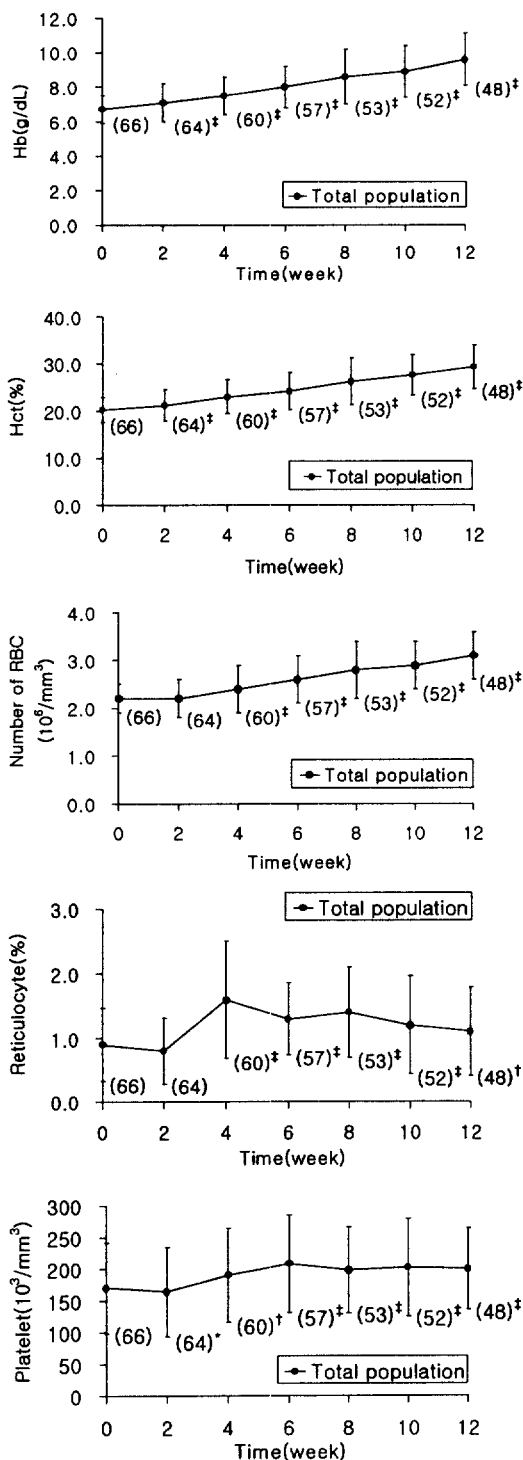 Hb(g/dL)
12.0
10.0
8.0
6.0
4.0
2.0
0.0
(66) (64)‡ (60)‡ (57)‡ (53)‡ (52)‡ (48)‡
Total population
0 2 4 6 8 10 12
Time(week)
Hct(%)
40.0
30.0
20.0
10.0
0.0
(66) (64)‡ (60)‡ (57)‡ (53)‡ (52)‡ (48)‡
Total population
0 2 4 6 8 10 12
Time(week)
Number of RBC
(10⁶/mm³)
4.0
3.0
2.0
1.0
0.0
(66) (64) (60)‡ (57)‡ (53)‡ (52)‡ (48)‡
Total population
0 2 4 6 8 10 12
Time(week)
Total population
Reticulocyte(%)
3.0
2.0
1.0
0.0
(66) (64) (60)‡ (57)‡ (53)‡ (52)‡ (48)†
0 2 4 6 8 10 12
Time(week)
Platelet(10³/mm³)
300
250
200
150
100
50
0
(66) (64)* (60)† (57)‡ (53)‡ (52)‡ (48)‡
Total population
0 2 4 6 8 10 12
Time(week)